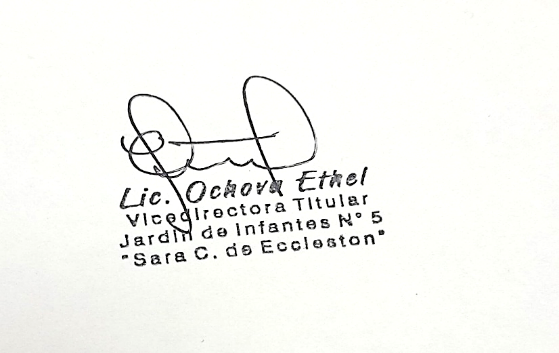 Lic. Ochova Ethel
Vicedirectora Titular
Jardín de Infantes N° 5
"Sara C. de Eccleston"